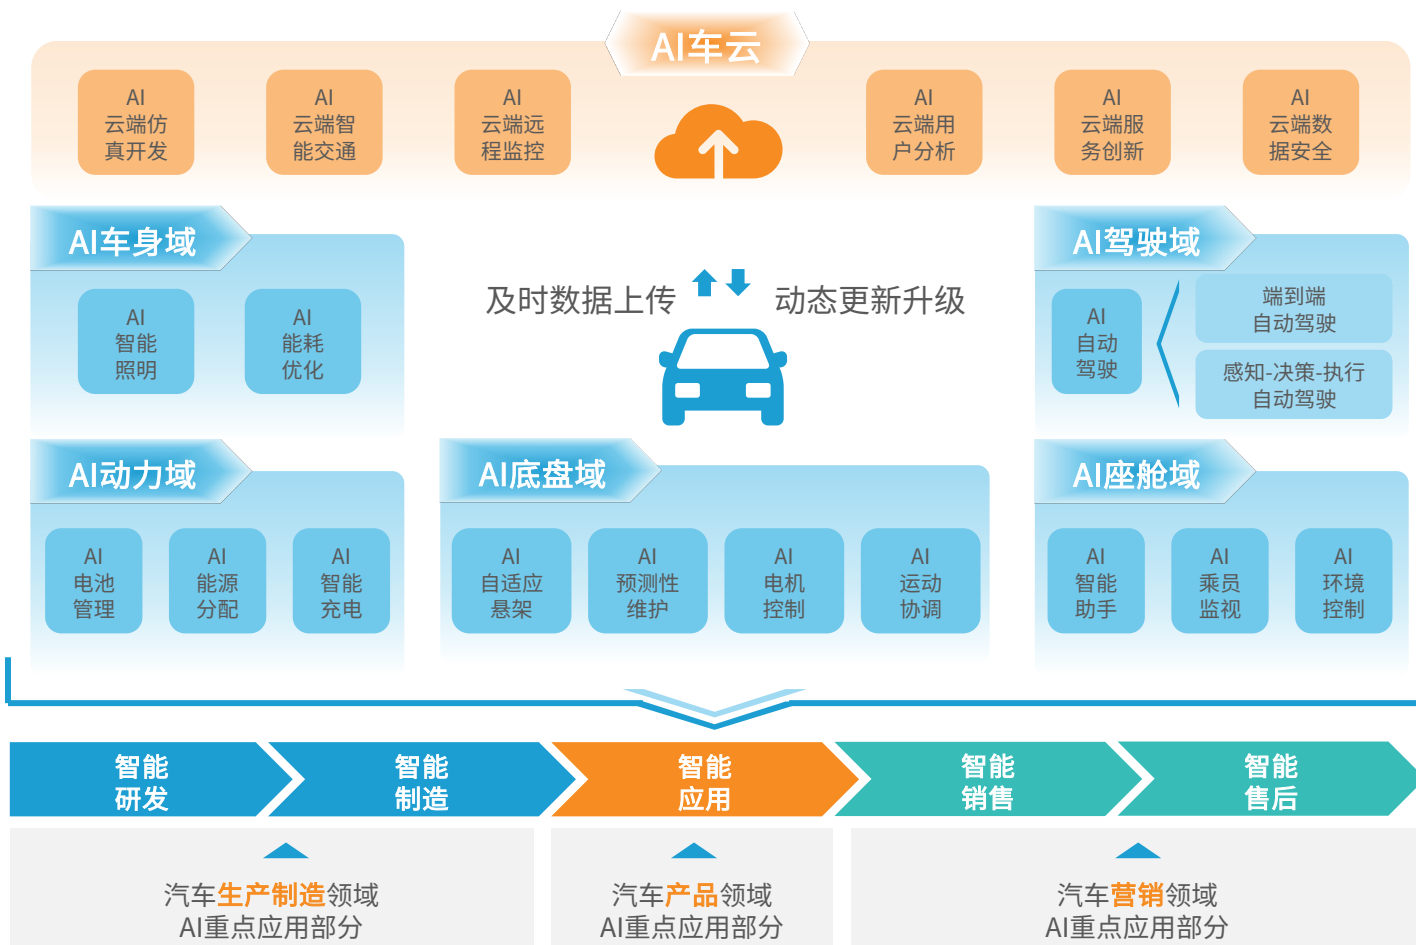 AI车云
AI
云端仿
真开发
AI
云端智
能交通
AI
云端远
程监控
AI
云端用
户分析
AI
云端服
务创新
AI
云端数
据安全
AI车身域
AI
智能
照明
AI
能耗
优化
及时数据上传
动态更新升级
AI驾驶域
AI
自动
驾驶
端到端
自动驾驶
感知-决策-执行
自动驾驶
AI动力域
AI
电池
管理
AI
能源
分配
AI
智能
充电
AI底盘域
AI
自适应
悬架
AI
预测性
维护
AI
电机
控制
AI
运动
协调
AI座舱域
AI
智能
助手
AI
乘员
监视
AI
环境
控制
智能
研发
智能
制造
智能
应用
智能
销售
智能
售后
汽车生产制造领域
AI重点应用部分
汽车产品领域
AI重点应用部分
汽车营销领域
AI重点应用部分